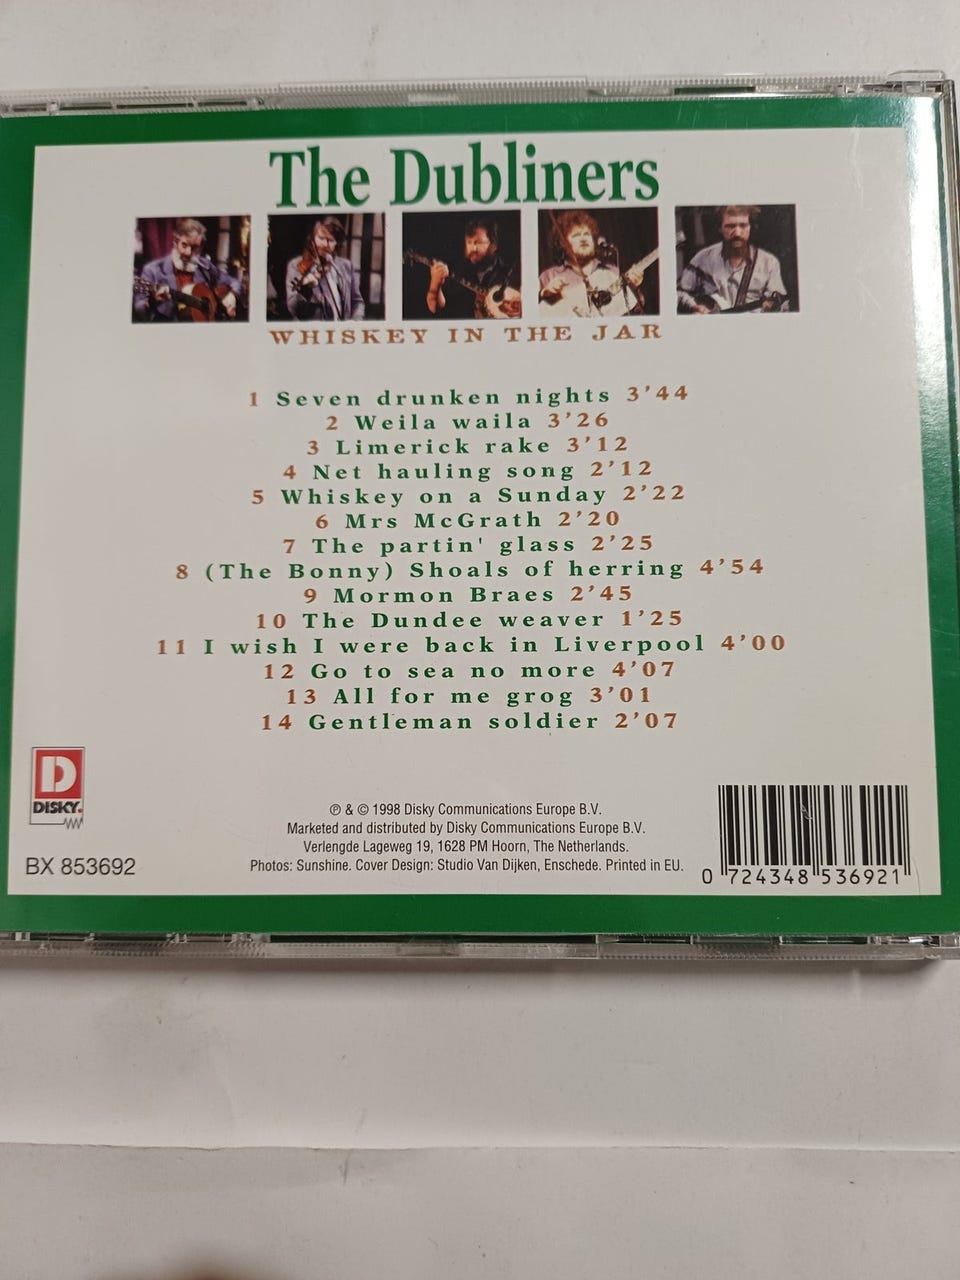 The Dubliners
WHISKEY IN THE JAR
1 Seven drunken nights 3'44
2 Weila waila 3'26
3 Limerick rake 3'12
4 Net hauling song 2'12
5 Whiskey on a Sunday 2'22
6 Mrs McGrath 2'20
7 The partin' glass 2'25
8 (The Bonny) Shoals of herring 4'54
9 Mormon Braes 2'45
10 The Dundee weaver 1'25
11 I wish I were back in Liverpool 4'00
12 Go to sea no more 4'07
13 All for me grog 3'01
14 Gentleman soldier 2'07
D
DISKY.
BX 853692
℗ & © 1998 Disky Communications Europe B.V.
Marketed and distributed by Disky Communications Europe B.V.
Verlengde Lageweg 19, 1628 PM Hoorn, The Netherlands.
Photos: Sunshine. Cover Design: Studio Van Dijken, Enschede. Printed in EU.
0 724348 536921